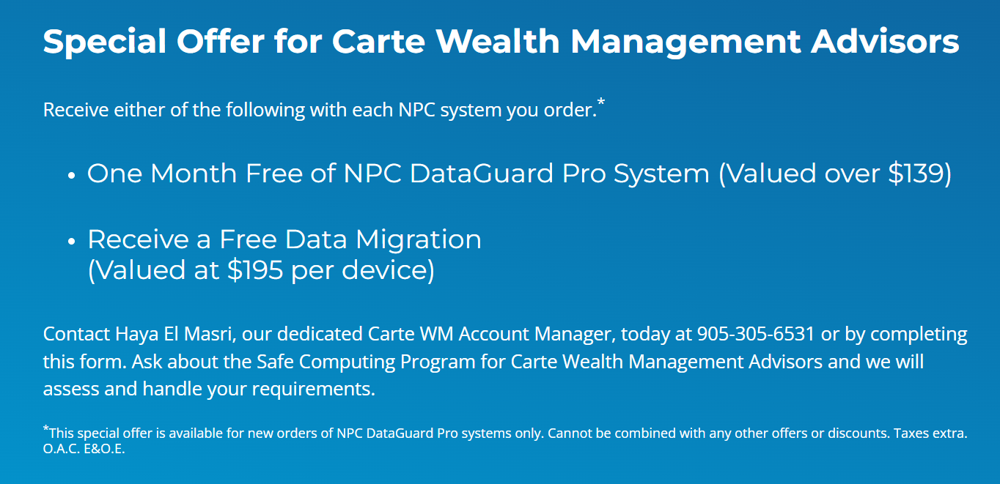 Special Offer for Carte Wealth Management Advisors
Receive either of the following with each NPC system you order.*
• One Month Free of NPC DataGuard Pro System (Valued over $139)
• Receive a Free Data Migration
(Valued at $195 per device)
Contact Haya El Masri, our dedicated Carte WM Account Manager, today at 905-305-6531 or by completing
this form. Ask about the Safe Computing Program for Carte Wealth Management Advisors and we will
assess and handle your requirements.
*This special offer is available for new orders of NPC DataGuard Pro systems only. Cannot be combined with any other offers or discounts. Taxes extra.
O.A.C. E&O.E.